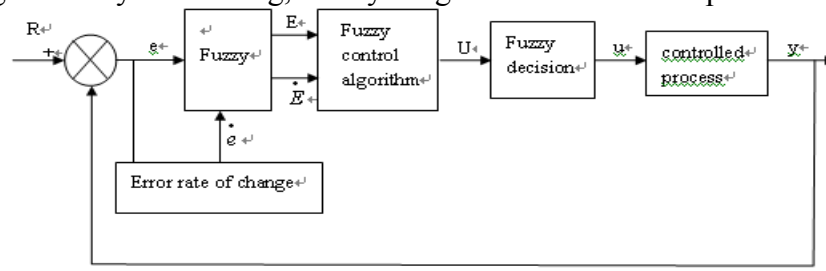 R↵
+↵
e↵
↵
Fuzzy↵
E↵
Ė↵
Fuzzy
control
algorithm↵
U↵
Fuzzy
decision↵
u↵
controlled
process↵
y↵
ė ↵
Error rate of change↵